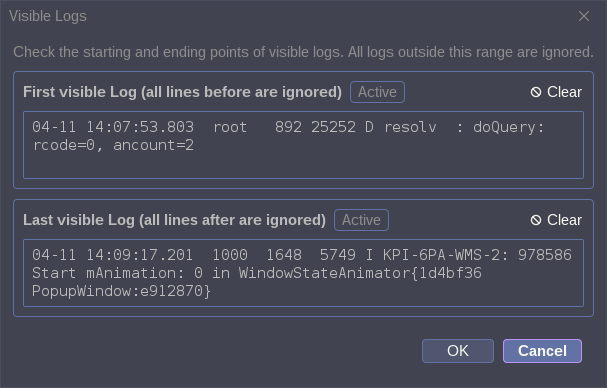 Visible Logs
Check the starting and ending points of visible logs. All logs outside this range are ignored.
First visible Log (all lines before are ignored) Active Clear
04-11 14:07:53.803  root   892 25252 D resolv  : doQuery:
rcode=0, ancount=2
Last visible Log (all lines after are ignored) Active Clear
04-11 14:09:17.201  1000  1648  5749 I KPI-6PA-WMS-2: 978586
Start mAnimation: 0 in WindowStateAnimator{1d4bf36
PopupWindow:e912870}
OK Cancel